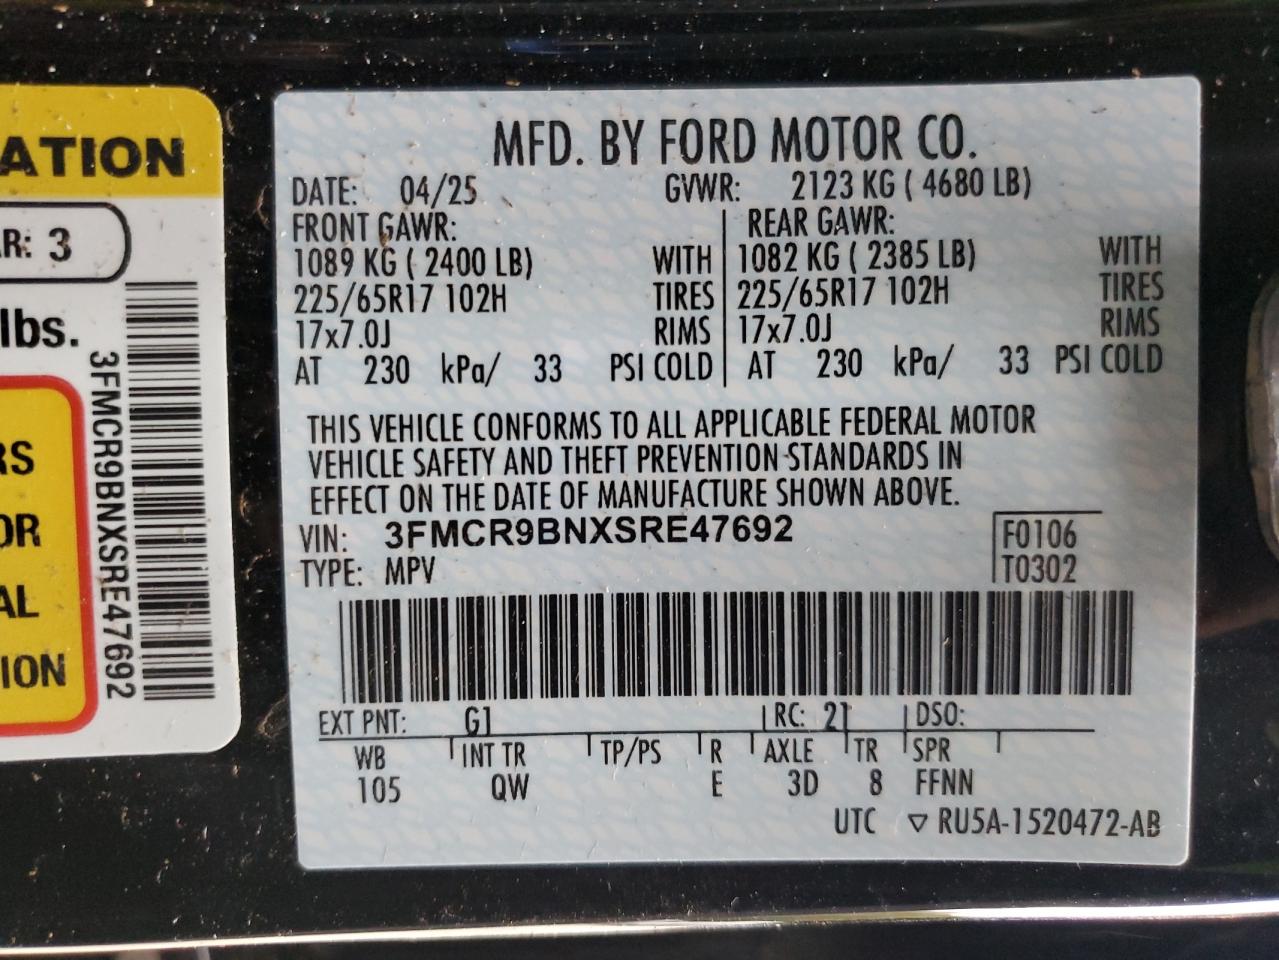 ATION
AR: 3
lbs.
RS
OR
AL
ION
3FMCR9BNXSRE47692
MFD. BY FORD MOTOR CO.
DATE: 04/25 GVWR: 2123 KG ( 4680 LB)
FRONT GAWR: REAR GAWR:
1089 KG ( 2400 LB) WITH 1082 KG ( 2385 LB) WITH
225/65R17 102H TIRES 225/65R17 102H TIRES
17x7.0J RIMS 17x7.0J RIMS
AT 230 kPa/ 33 PSI COLD AT 230 kPa/ 33 PSI COLD
THIS VEHICLE CONFORMS TO ALL APPLICABLE FEDERAL MOTOR
VEHICLE SAFETY AND THEFT PREVENTION STANDARDS IN
EFFECT ON THE DATE OF MANUFACTURE SHOWN ABOVE.
VIN: 3FMCR9BNXSRE47692 F0106
TYPE: MPV T0302
EXT PNT: G1 RC: 21 DSO:
WB INT TR TP/PS R AXLE TR SPR
105 QW E 3D 8 FFNN
UTC ▽ RU5A-1520472-AB